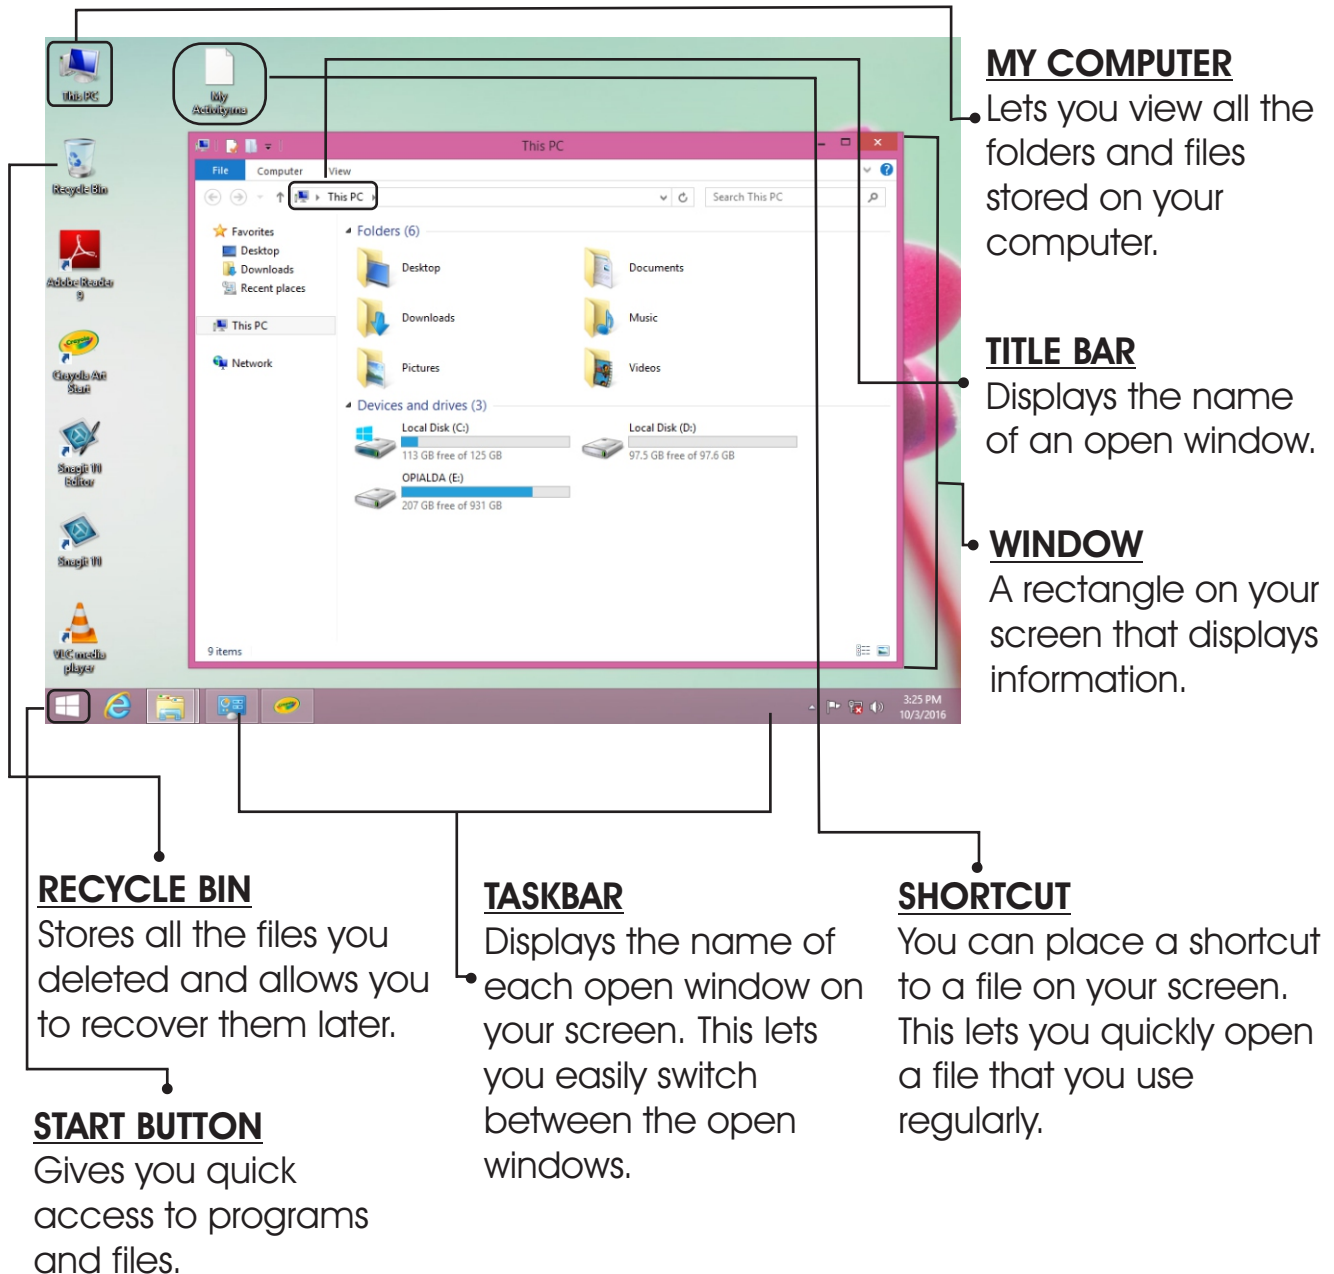 This PC
My
Activity.ma
Recycle Bin
Adobe Reader
9
Crayola Art
Start
Snagit 10
Editor
Snagit 10
VLC media
player
This PC
File Computer View
This PC
Search This PC
Favorites
Desktop
Downloads
Recent places
This PC
Network
Folders (6)
Desktop
Documents
Downloads
Music
Pictures
Videos
Devices and drives (3)
Local Disk (C:)
113 GB free of 125 GB
Local Disk (D:)
97.5 GB free of 97.6 GB
OPIALDA (E:)
207 GB free of 931 GB
9 items
3:25 PM
10/3/2016
MY COMPUTER
Lets you view all the
folders and files
stored on your
computer.
TITLE BAR
Displays the name
of an open window.
WINDOW
A rectangle on your
screen that displays
information.
RECYCLE BIN
Stores all the files you
deleted and allows you
to recover them later.
START BUTTON
Gives you quick
access to programs
and files.
TASKBAR
Displays the name of
each open window on
your screen. This lets
you easily switch
between the open
windows.
SHORTCUT
You can place a shortcut
to a file on your screen.
This lets you quickly open
a file that you use
regularly.